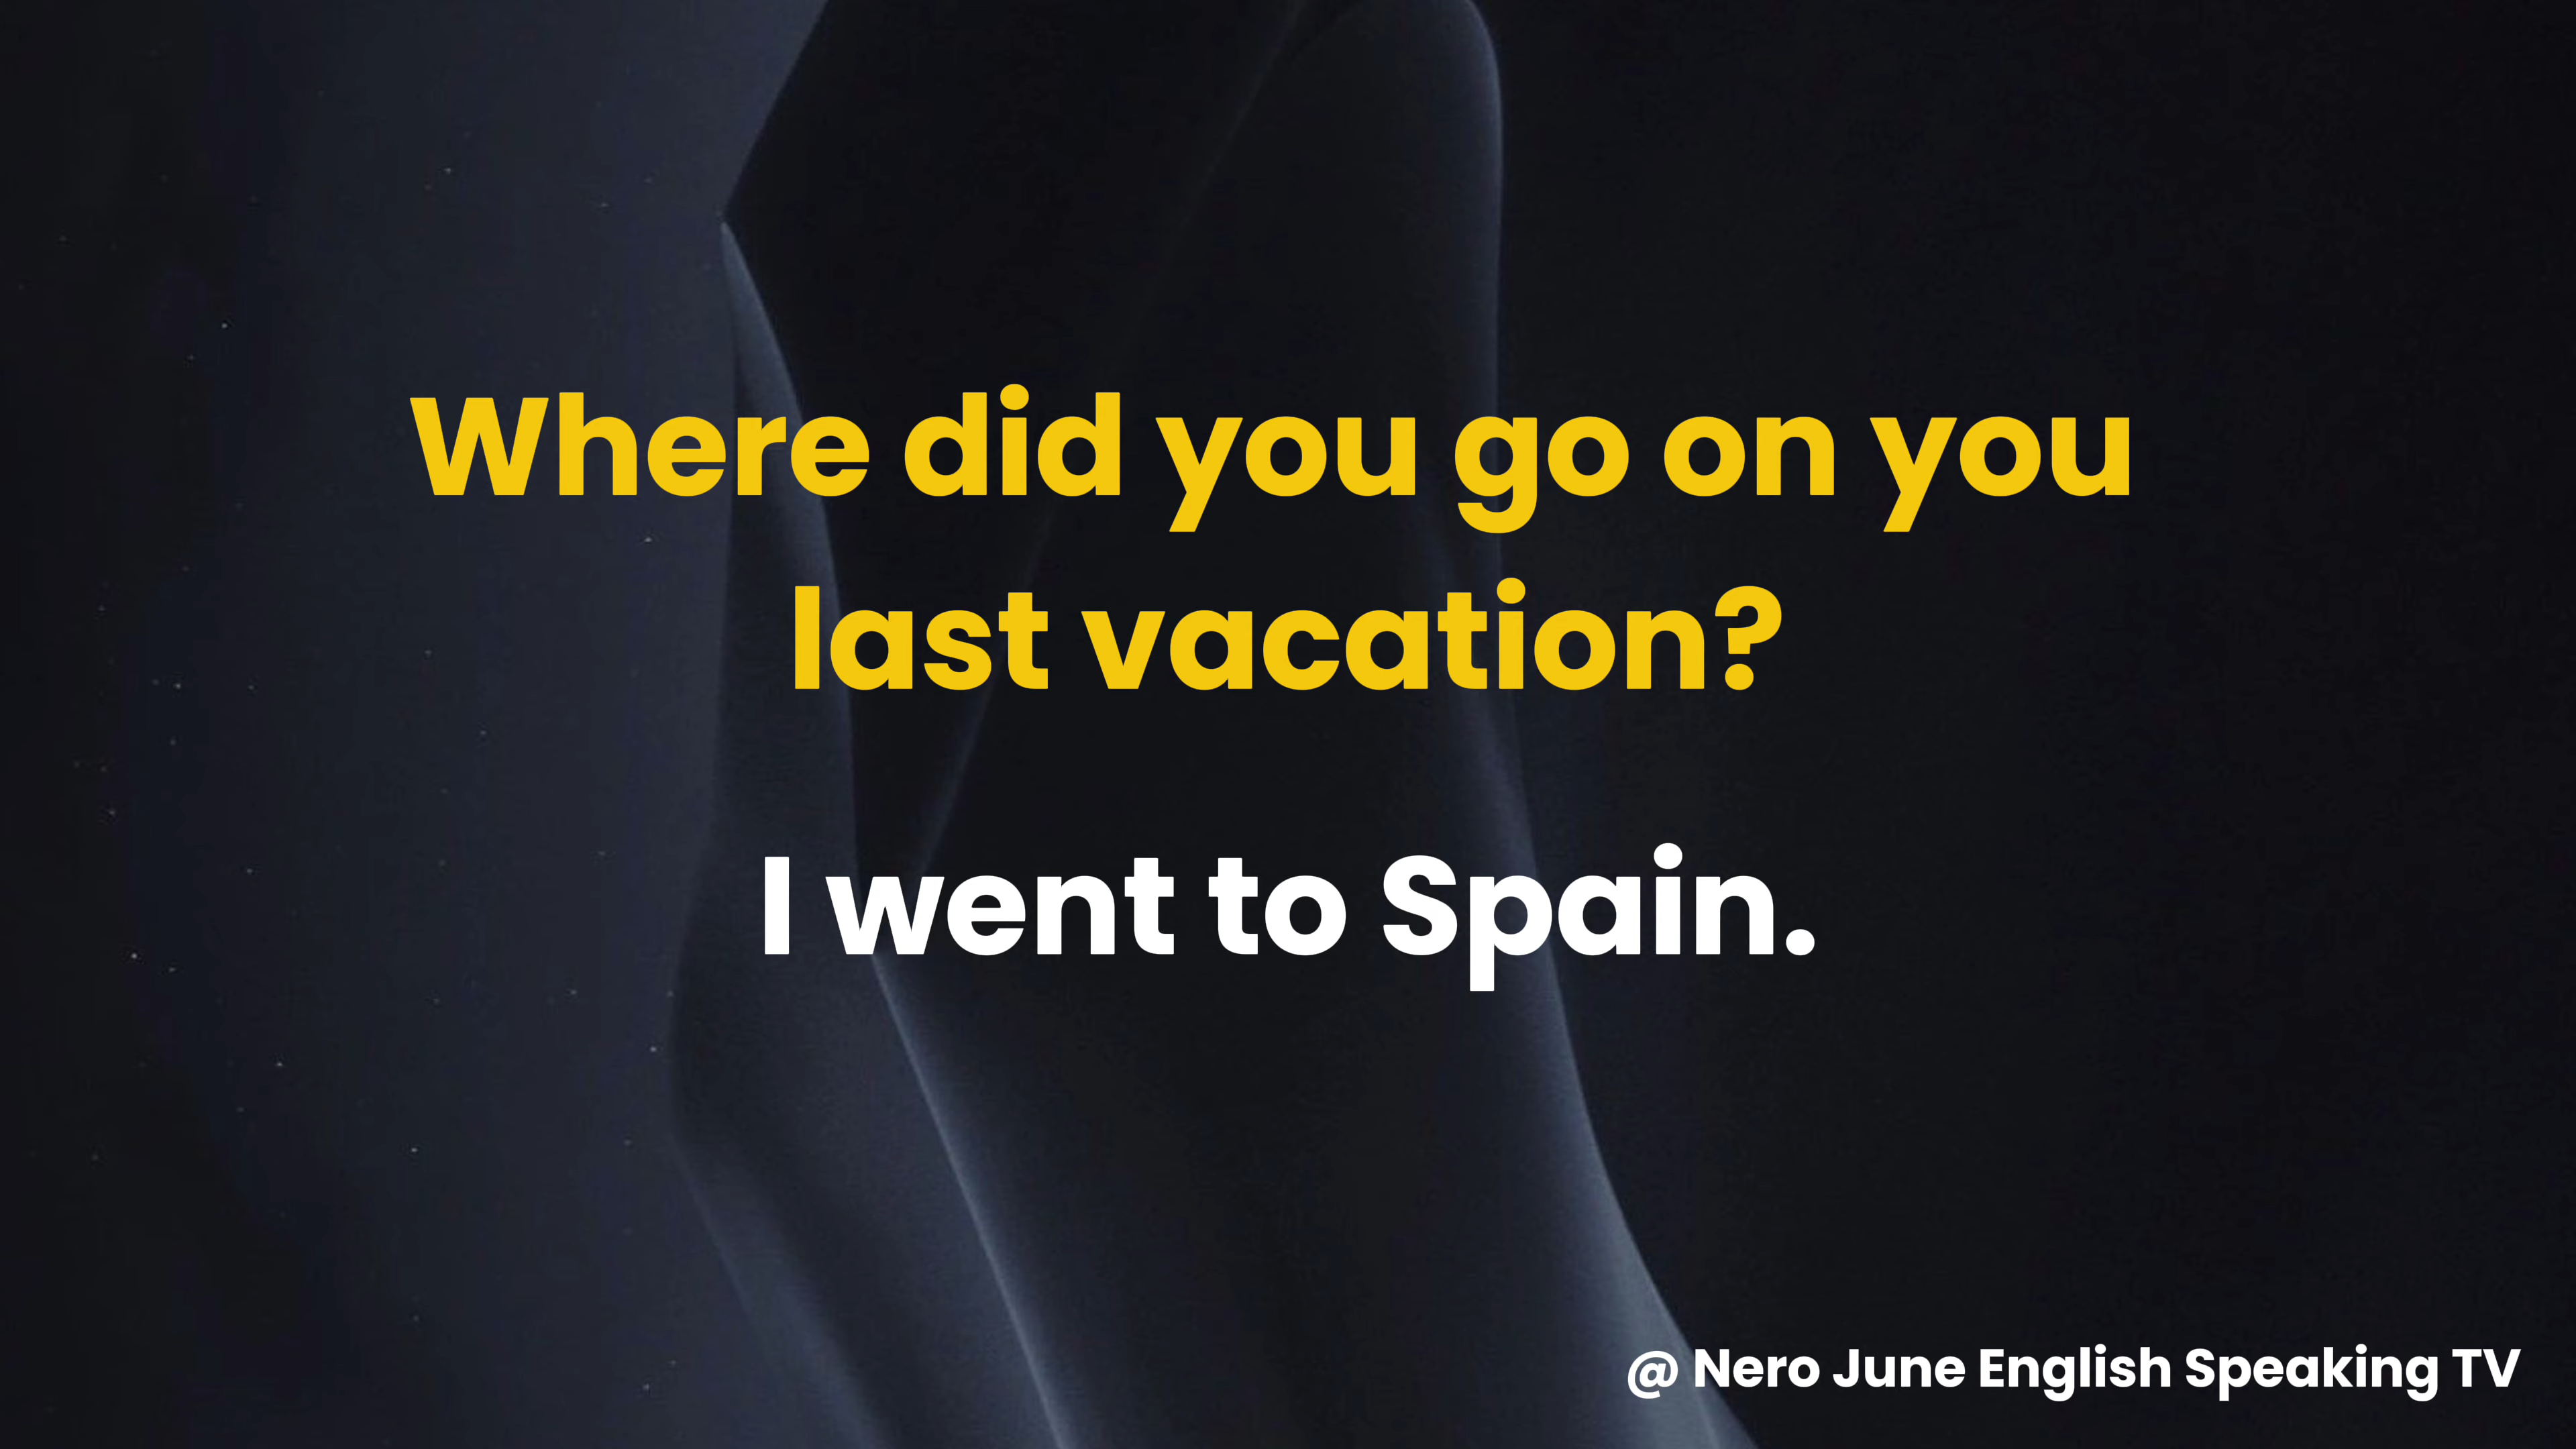 Where did you go on you
last vacation?
I went to Spain.
@ Nero June English Speaking TV